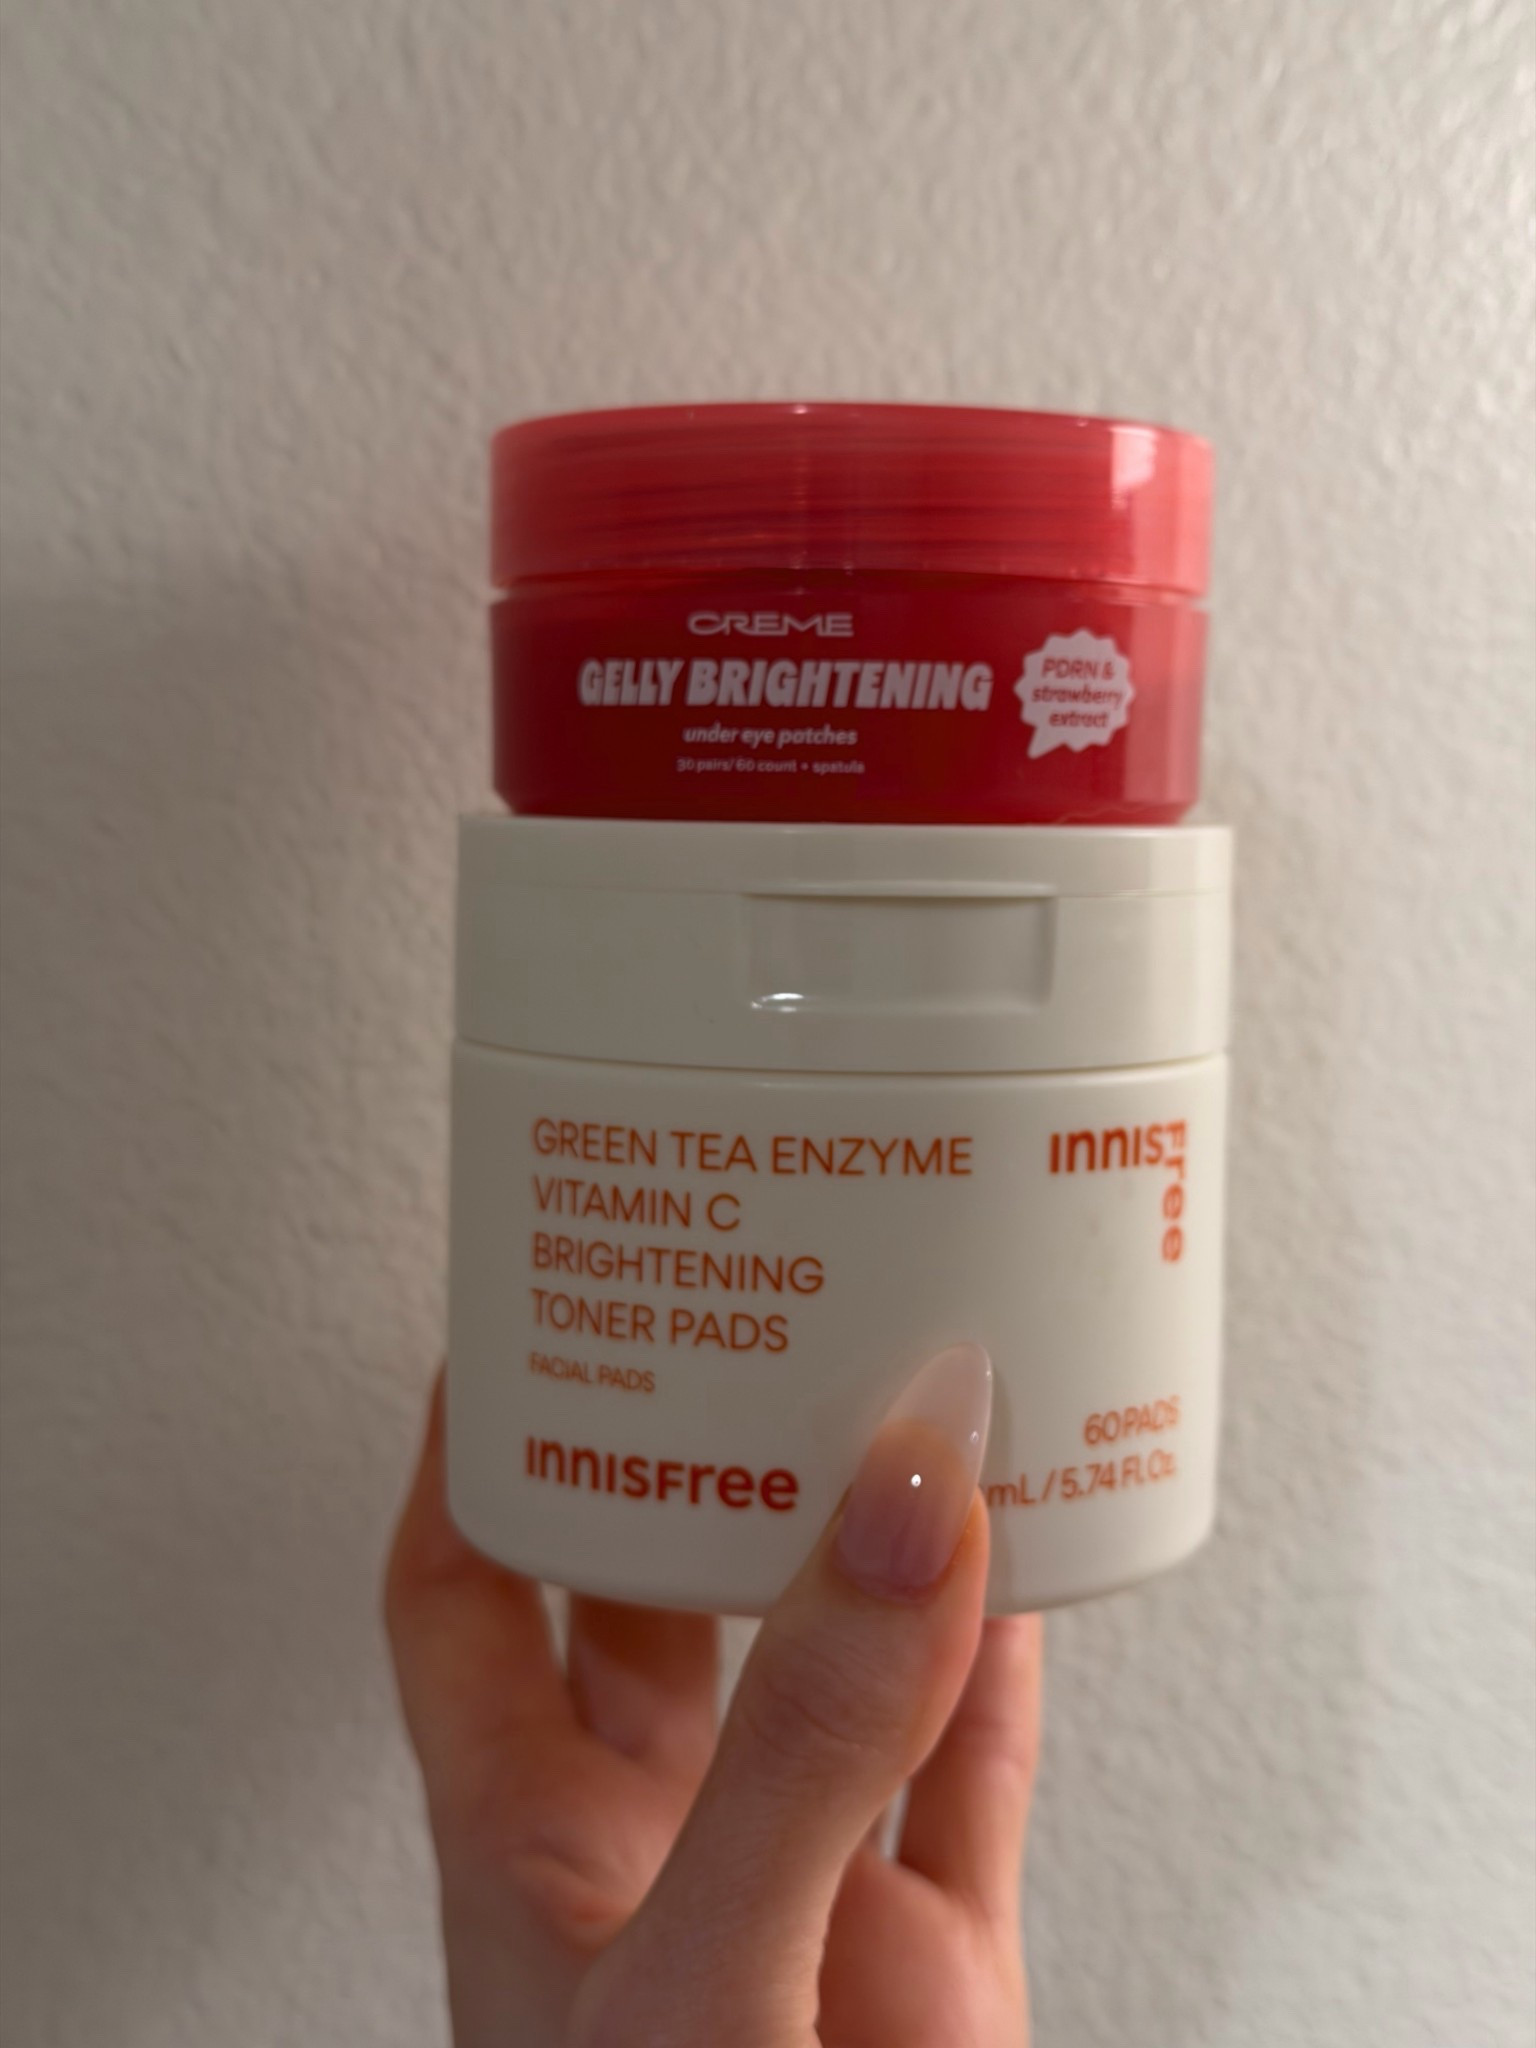 CREME
GELLY BRIGHTENING
under eye patches
30 pairs/ 60 count + spatula
PDRN &
strawberry
extract
GREEN TEA ENZYME
VITAMIN C
BRIGHTENING
TONER PADS
FACIAL PADS
INNISFree
INNISFree
60 PADS
mL / 5.74 Fl. Oz.